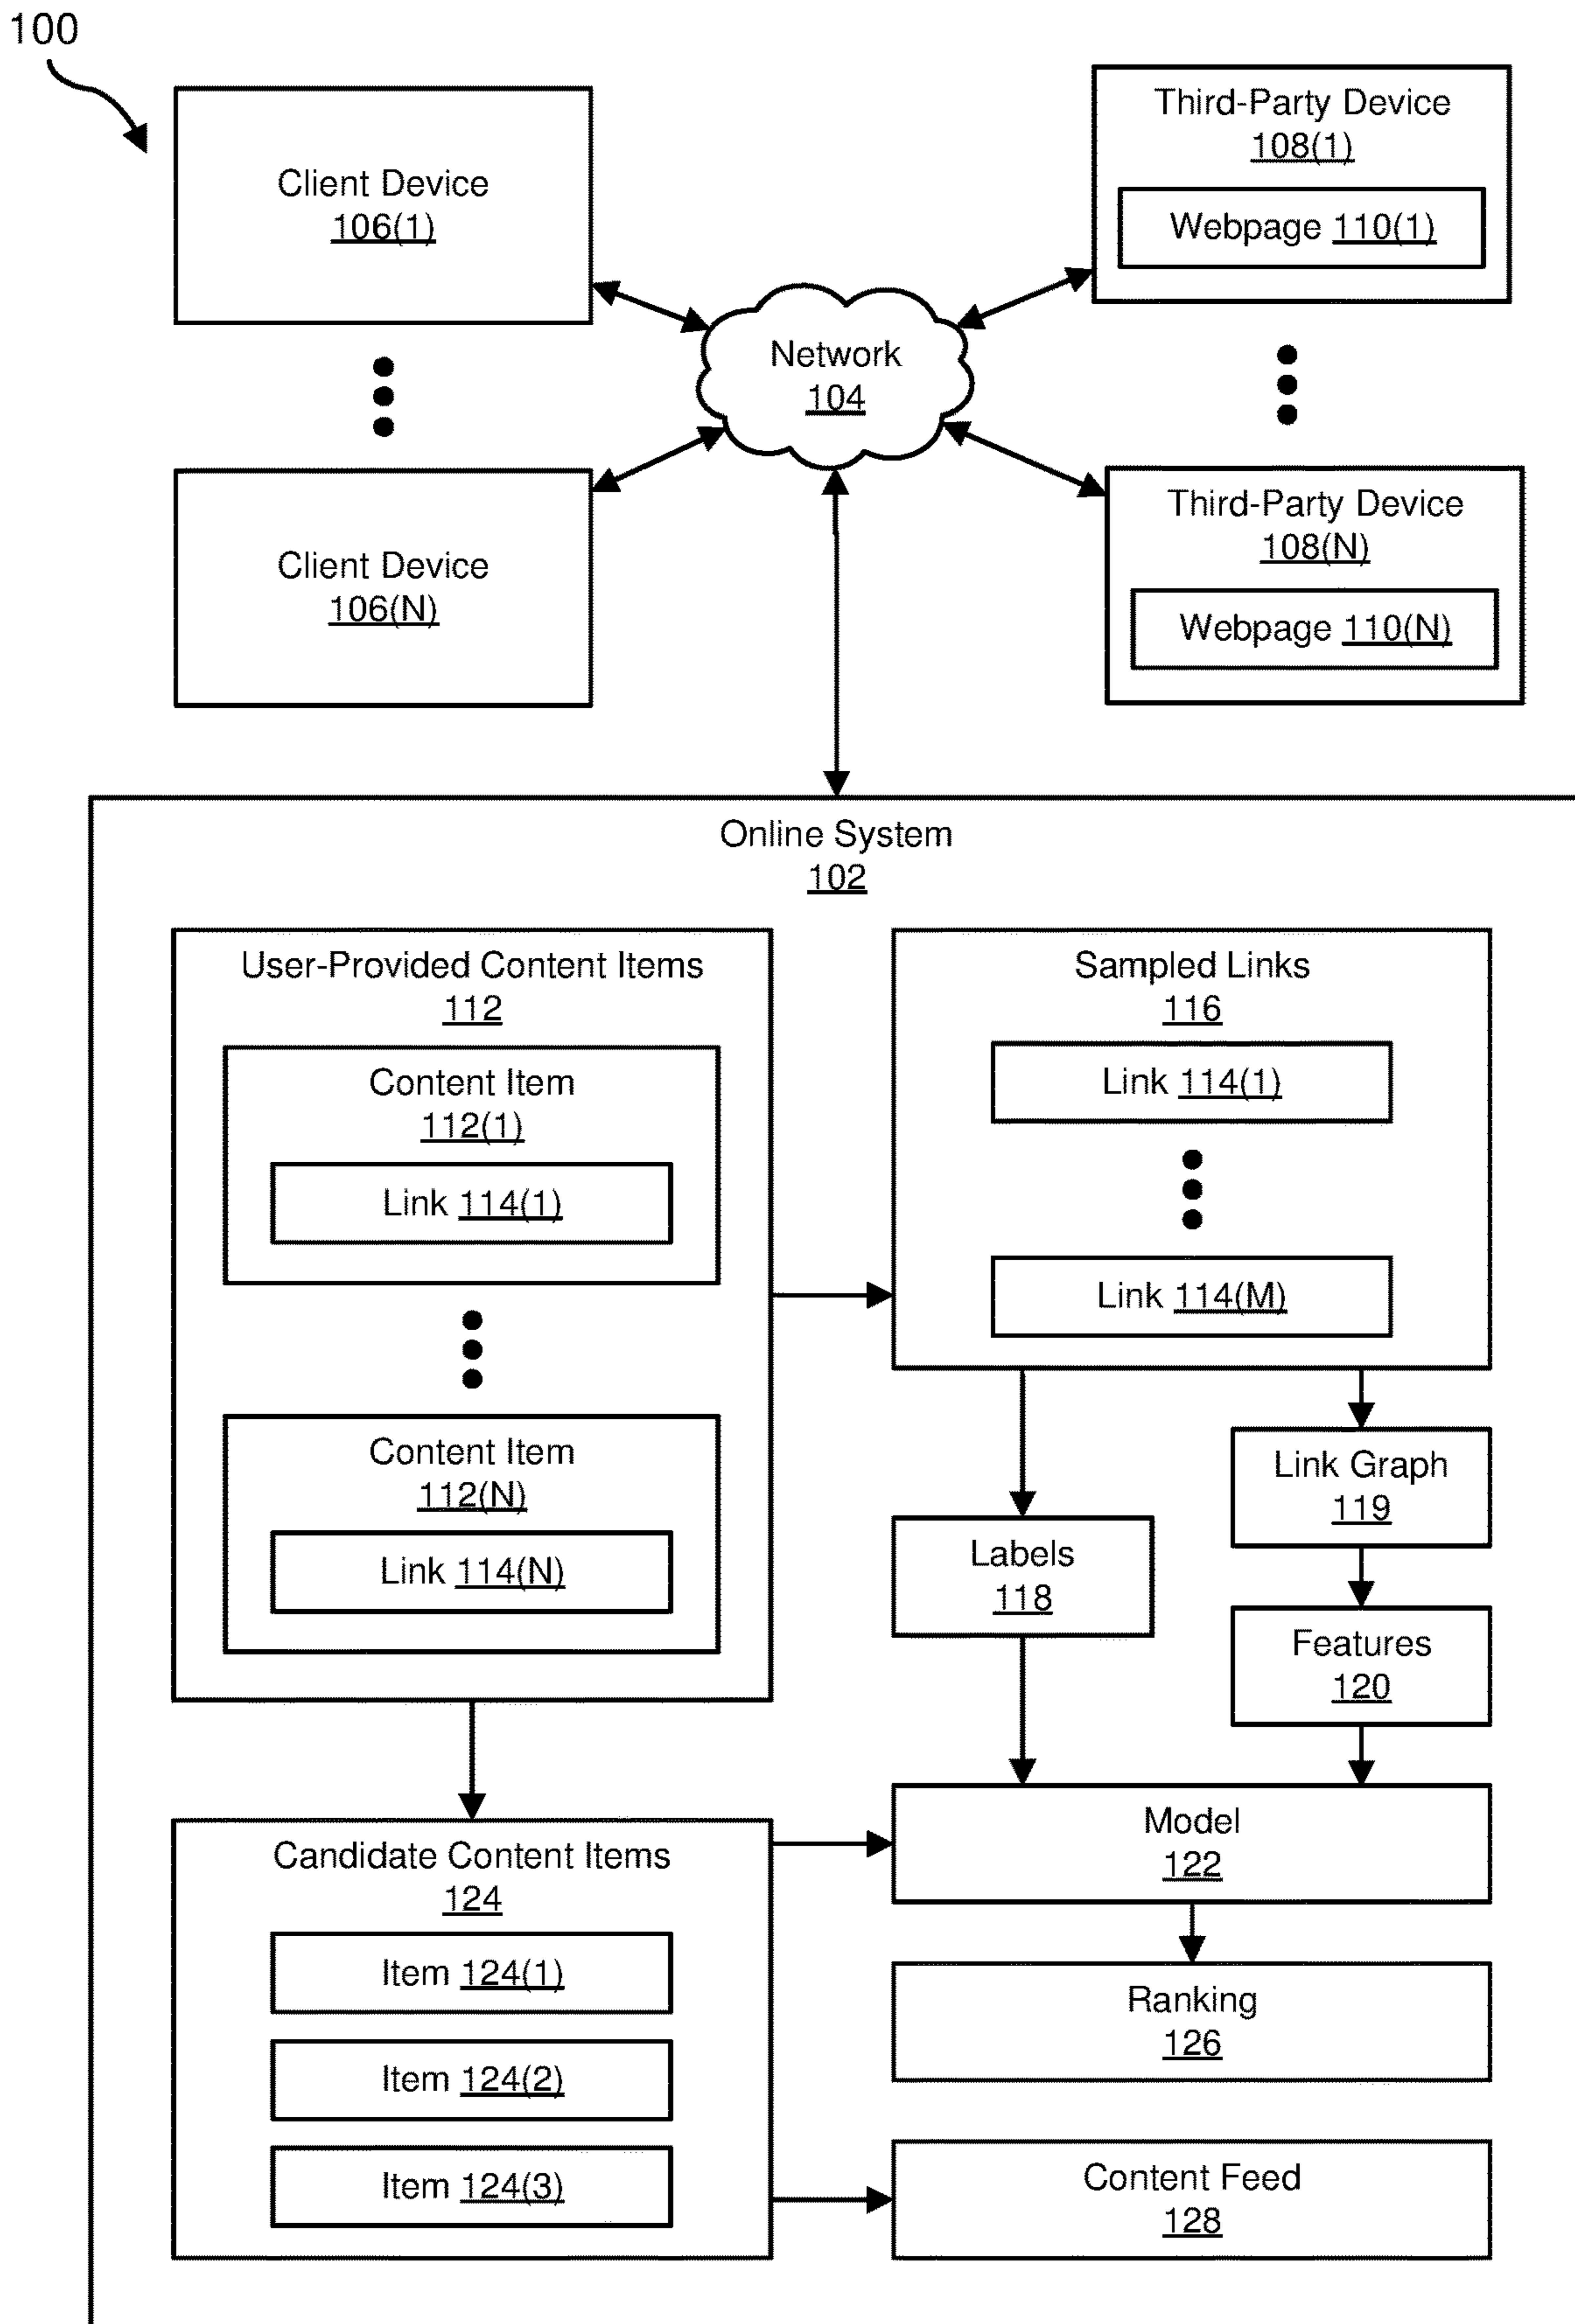 100
Client Device
106(1)
Third-Party Device
108(1)
Webpage 110(1)
Network
104
Client Device
106(N)
Third-Party Device
108(N)
Webpage 110(N)
Online System
102
User-Provided Content Items
112
Content Item
112(1)
Link 114(1)
Content Item
112(N)
Link 114(N)
Sampled Links
116
Link 114(1)
Link 114(M)
Labels
118
Link Graph
119
Features
120
Candidate Content Items
124
Item 124(1)
Item 124(2)
Item 124(3)
Model
122
Ranking
126
Content Feed
128